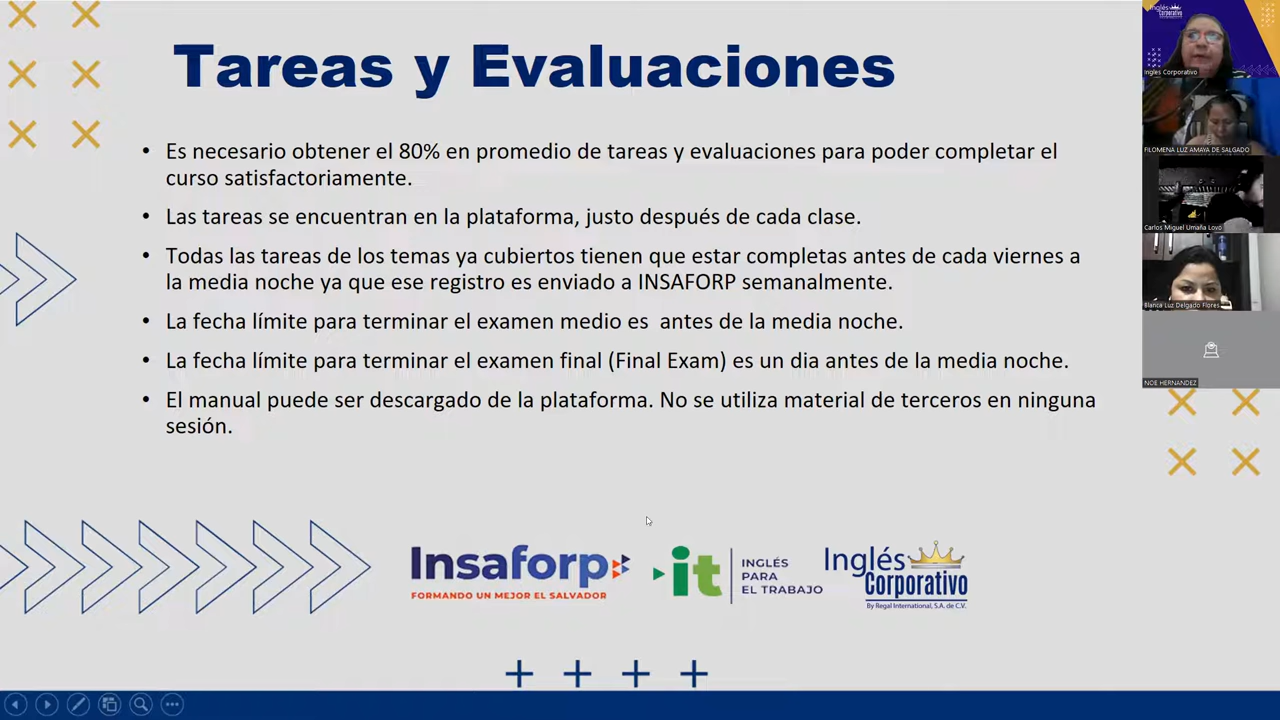 Tareas y Evaluaciones
• Es necesario obtener el 80% en promedio de tareas y evaluaciones para poder completar el
curso satisfactoriamente.
• Las tareas se encuentran en la plataforma, justo después de cada clase.
• Todas las tareas de los temas ya cubiertos tienen que estar completas antes de cada viernes a
la media noche ya que ese registro es enviado a INSAFORP semanalmente.
• La fecha límite para terminar el examen medio es antes de la media noche.
• La fecha límite para terminar el examen final (Final Exam) es un dia antes de la media noche.
• El manual puede ser descargado de la plataforma. No se utiliza material de terceros en ninguna
sesión.
Insaforp
FORMANDO UN MEJOR EL SALVADOR
it
INGLÉS
PARA
EL TRABAJO
Inglés
Corporativo
By Regal International, S.A. de C.V.
Inglés
Corporativo
Ingles Corporativo
FILOMENA LUZ AMAYA DE SALGADO
Carlos Miguel Umaña Lovo
Blanca Luz Delgado Flores
NOE HERNANDEZ